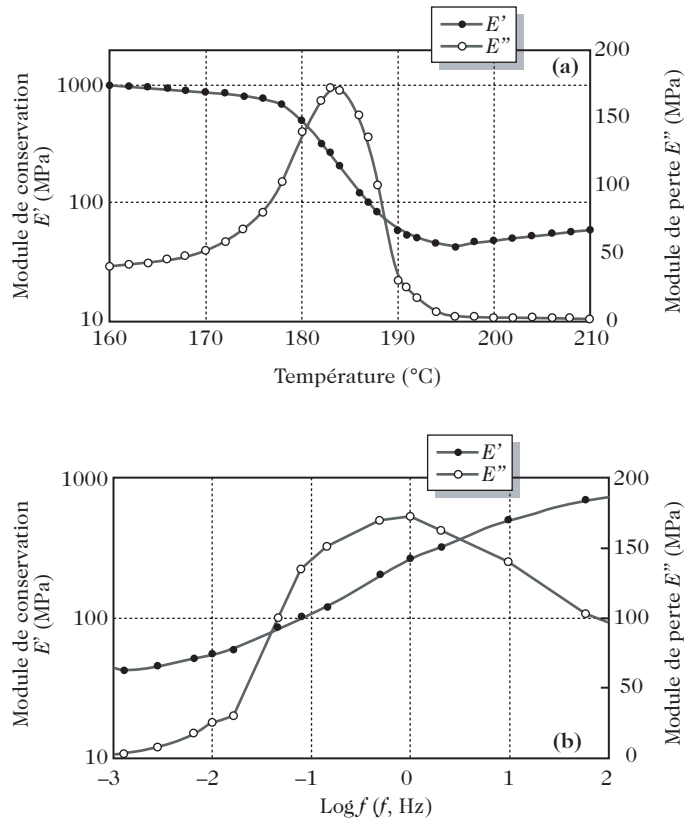 E'
E"
(a)
1000
100
10
Module de conservation
E' (MPa)
200
150
100
50
0
Module de perte E" (MPa)
160
170
180
190
200
210
Température (°C)
E'
E"
(b)
1000
100
10
Module de conservation
E' (MPa)
200
150
100
50
0
Module de perte E" (MPa)
–3
–2
–1
0
1
2
Log f (f, Hz)